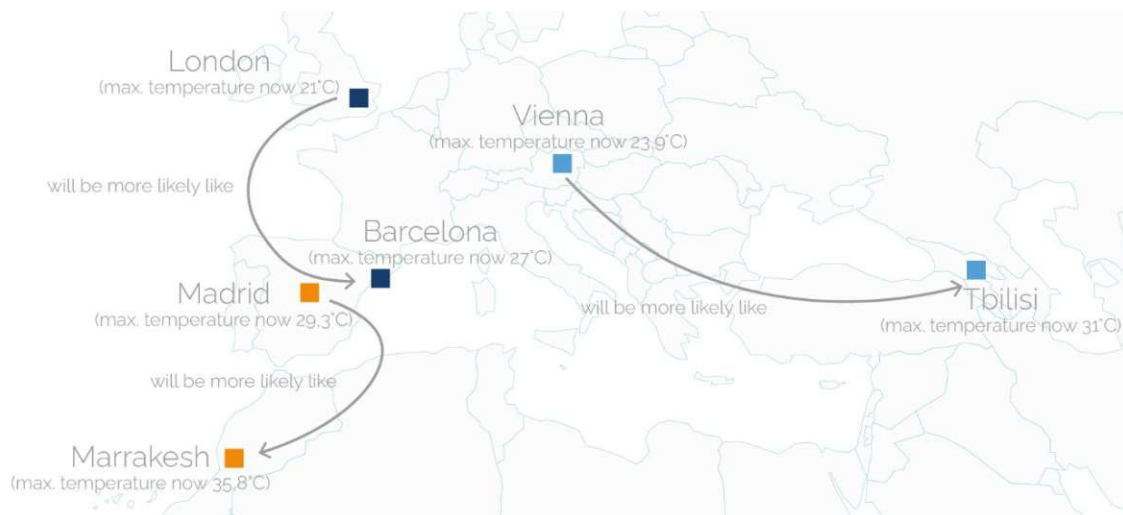 London
(max. temperature now 21°C)
Vienna
(max. temperature now 23,9°C)
will be more likely like
Barcelona
(max. temperature now 27°C)
Madrid
(max. temperature now 29,3°C)
will be more likely like
Tbilisi
(max. temperature now 31°C)
will be more likely like
Marrakesh
(max. temperature now 35,8°C)